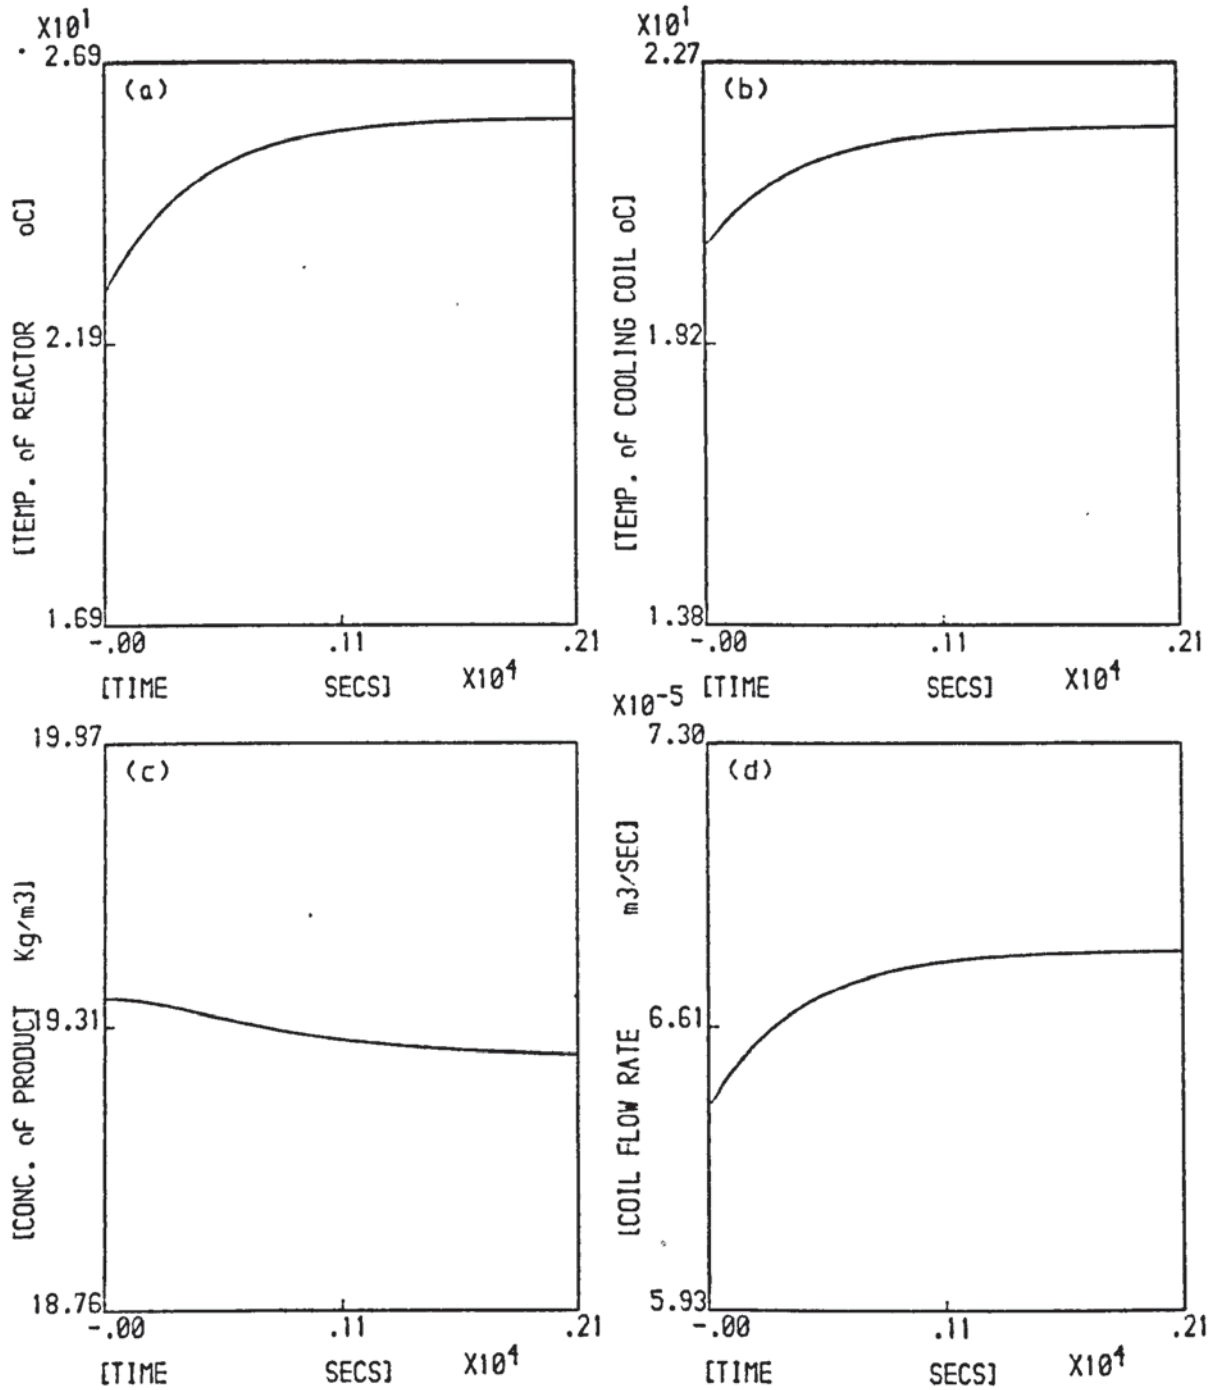 X10¹
2.69
(a)
[TEMP. of REACTOR oC]
2.19
1.69
-.00 .11 .21
[TIME SECS] X10⁴
X10¹
2.27
(b)
[TEMP. of COOLING COIL oC]
1.82
1.38
-.00 .11 .21
[TIME SECS] X10⁴
19.87
(c)
[CONC. of PRODUCT Kg/m3]
19.31
18.76
-.00 .11 .21
[TIME SECS] X10⁴
X10⁻⁵
7.30
(d)
[COIL FLOW RATE m3/SEC]
6.61
5.93
-.00 .11 .21
[TIME SECS] X10⁴